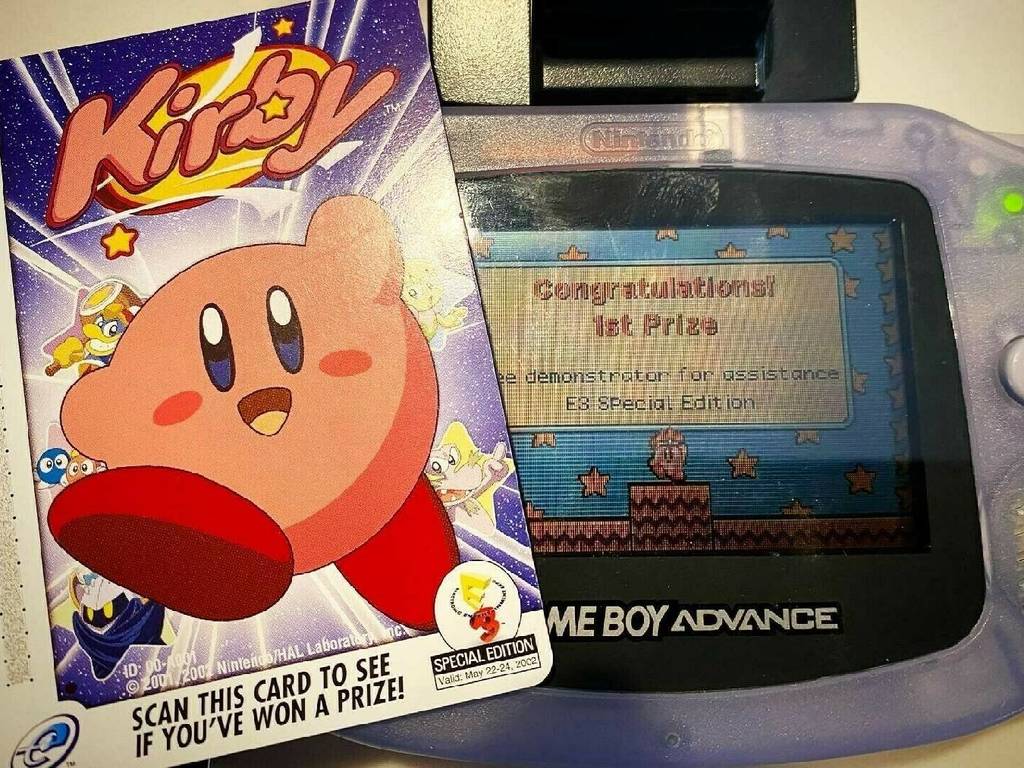 Kirby™
Nintendo
Congratulations!
1st Prize
e demonstrator for assistance
E3 Special Edition
ME BOY ADVANCE
E3
SPECIAL EDITION
Valid: May 22-24, 2002
ID: 00-A001
© 2001, 2002 Nintendo/HAL Laboratory, Inc.
SCAN THIS CARD TO SEE
IF YOU'VE WON A PRIZE!
e TM